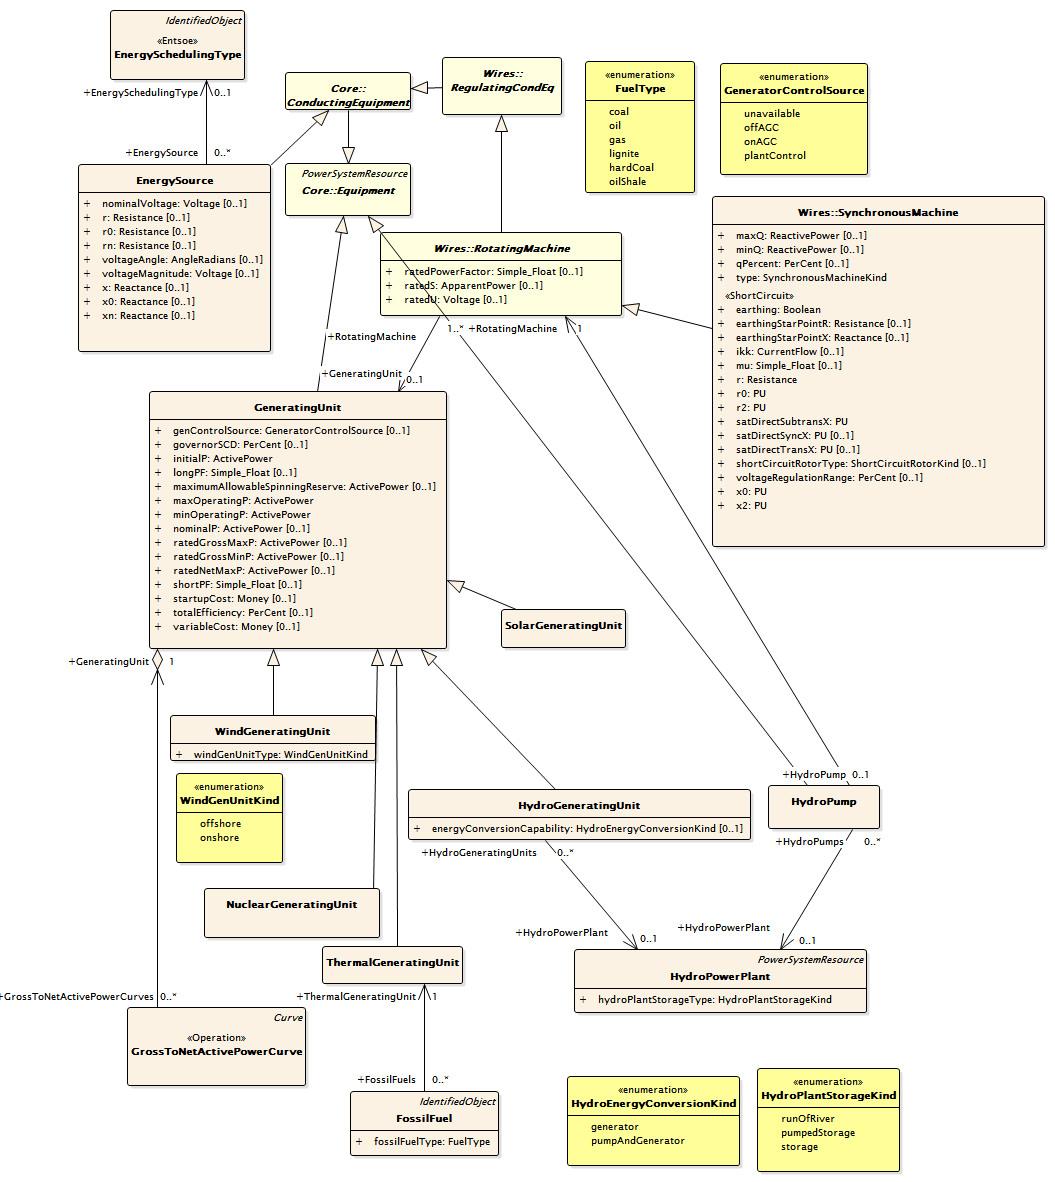 IdentifiedObject
«Entsoe»
EnergySchedulingType
+EnergySchedulingType
0..1
+EnergySource
0..*
EnergySource
+ nominalVoltage: Voltage [0..1]
+ r: Resistance [0..1]
+ r0: Resistance [0..1]
+ rn: Resistance [0..1]
+ voltageAngle: AngleRadians [0..1]
+ voltageMagnitude: Voltage [0..1]
+ x: Reactance [0..1]
+ x0: Reactance [0..1]
+ xn: Reactance [0..1]
Core::
ConductingEquipment
Wires::
RegulatingCondEq
PowerSystemResource
Core::Equipment
«enumeration»
FuelType
coal
oil
gas
lignite
hardCoal
oilShale
«enumeration»
GeneratorControlSource
unavailable
offAGC
onAGC
plantControl
Wires::RotatingMachine
+ ratedPowerFactor: Simple_Float [0..1]
+ ratedS: ApparentPower [0..1]
+ ratedU: Voltage [0..1]
Wires::SynchronousMachine
+ maxQ: ReactivePower [0..1]
+ minQ: ReactivePower [0..1]
+ qPercent: PerCent [0..1]
+ type: SynchronousMachineKind
«ShortCircuit»
+ earthing: Boolean
+ earthingStarPointR: Resistance [0..1]
+ earthingStarPointX: Reactance [0..1]
+ ikk: CurrentFlow [0..1]
+ mu: Simple_Float [0..1]
+ r: Resistance
+ r0: PU
+ r2: PU
+ satDirectSubtransX: PU
+ satDirectSyncX: PU [0..1]
+ satDirectTransX: PU [0..1]
+ shortCircuitRotorType: ShortCircuitRotorKind [0..1]
+ voltageRegulationRange: PerCent [0..1]
+ x0: PU
+ x2: PU
+RotatingMachine
1..*
+RotatingMachine
1
+GeneratingUnit
0..1
GeneratingUnit
+ genControlSource: GeneratorControlSource [0..1]
+ governorSCD: PerCent [0..1]
+ initialP: ActivePower
+ longPF: Simple_Float [0..1]
+ maximumAllowableSpinningReserve: ActivePower [0..1]
+ maxOperatingP: ActivePower
+ minOperatingP: ActivePower
+ nominalP: ActivePower [0..1]
+ ratedGrossMaxP: ActivePower [0..1]
+ ratedGrossMinP: ActivePower [0..1]
+ ratedNetMaxP: ActivePower [0..1]
+ shortPF: Simple_Float [0..1]
+ startupCost: Money [0..1]
+ totalEfficiency: PerCent [0..1]
+ variableCost: Money [0..1]
SolarGeneratingUnit
+GeneratingUnit
1
WindGeneratingUnit
+ windGenUnitType: WindGenUnitKind
«enumeration»
WindGenUnitKind
offshore
onshore
HydroGeneratingUnit
+ energyConversionCapability: HydroEnergyConversionKind [0..1]
+HydroGeneratingUnits
0..*
+HydroPump
0..1
HydroPump
+HydroPumps
0..*
NuclearGeneratingUnit
+HydroPowerPlant
0..1
+HydroPowerPlant
0..1
ThermalGeneratingUnit
PowerSystemResource
HydroPowerPlant
+ hydroPlantStorageType: HydroPlantStorageKind
+GrossToNetActivePowerCurves
0..*
+ThermalGeneratingUnit
1
Curve
«Operation»
GrossToNetActivePowerCurve
+FossilFuels
0..*
IdentifiedObject
FossilFuel
+ fossilFuelType: FuelType
«enumeration»
HydroEnergyConversionKind
generator
pumpAndGenerator
«enumeration»
HydroPlantStorageKind
runOfRiver
pumpedStorage
storage